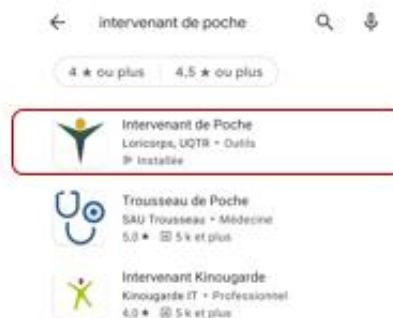 intervenant de poche
4 ★ ou plus 4,5 ★ ou plus
Intervenant de Poche
Loricorps, UQTR • Outils
Installée
Trousseau de Poche
SAU Trousseau • Médecine
5,0 ★ 5 k et plus
Intervenant Kinougarde
Kinougarde IT • Professionnel
4,0 ★ 5 k et plus